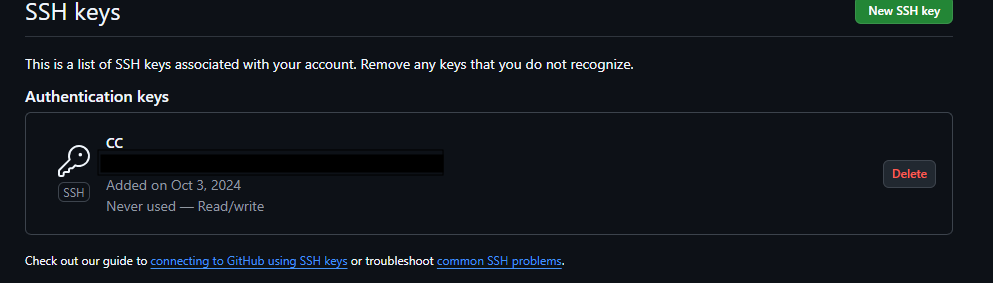 SSH keys
New SSH key
This is a list of SSH keys associated with your account. Remove any keys that you do not recognize.
Authentication keys
CC
SSH
Added on Oct 3, 2024
Never used — Read/write
Delete
Check out our guide to connecting to GitHub using SSH keys or troubleshoot common SSH problems.